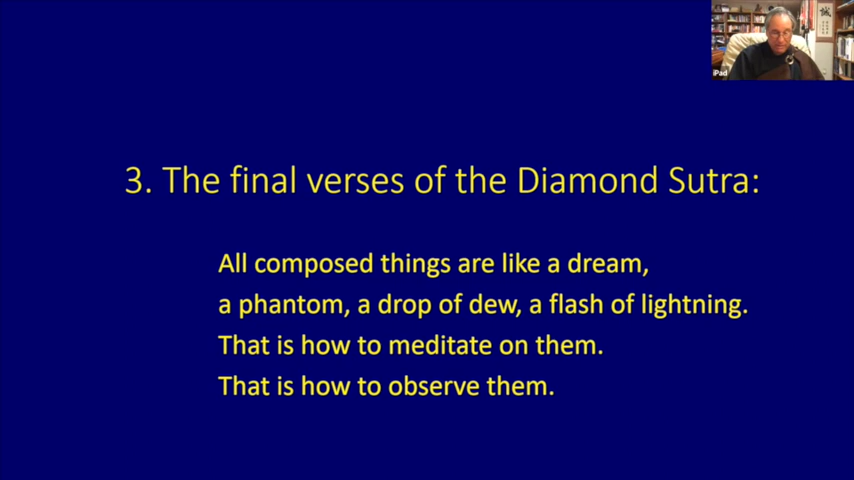 iPad
3. The final verses of the Diamond Sutra:
All composed things are like a dream,
a phantom, a drop of dew, a flash of lightning.
That is how to meditate on them.
That is how to observe them.